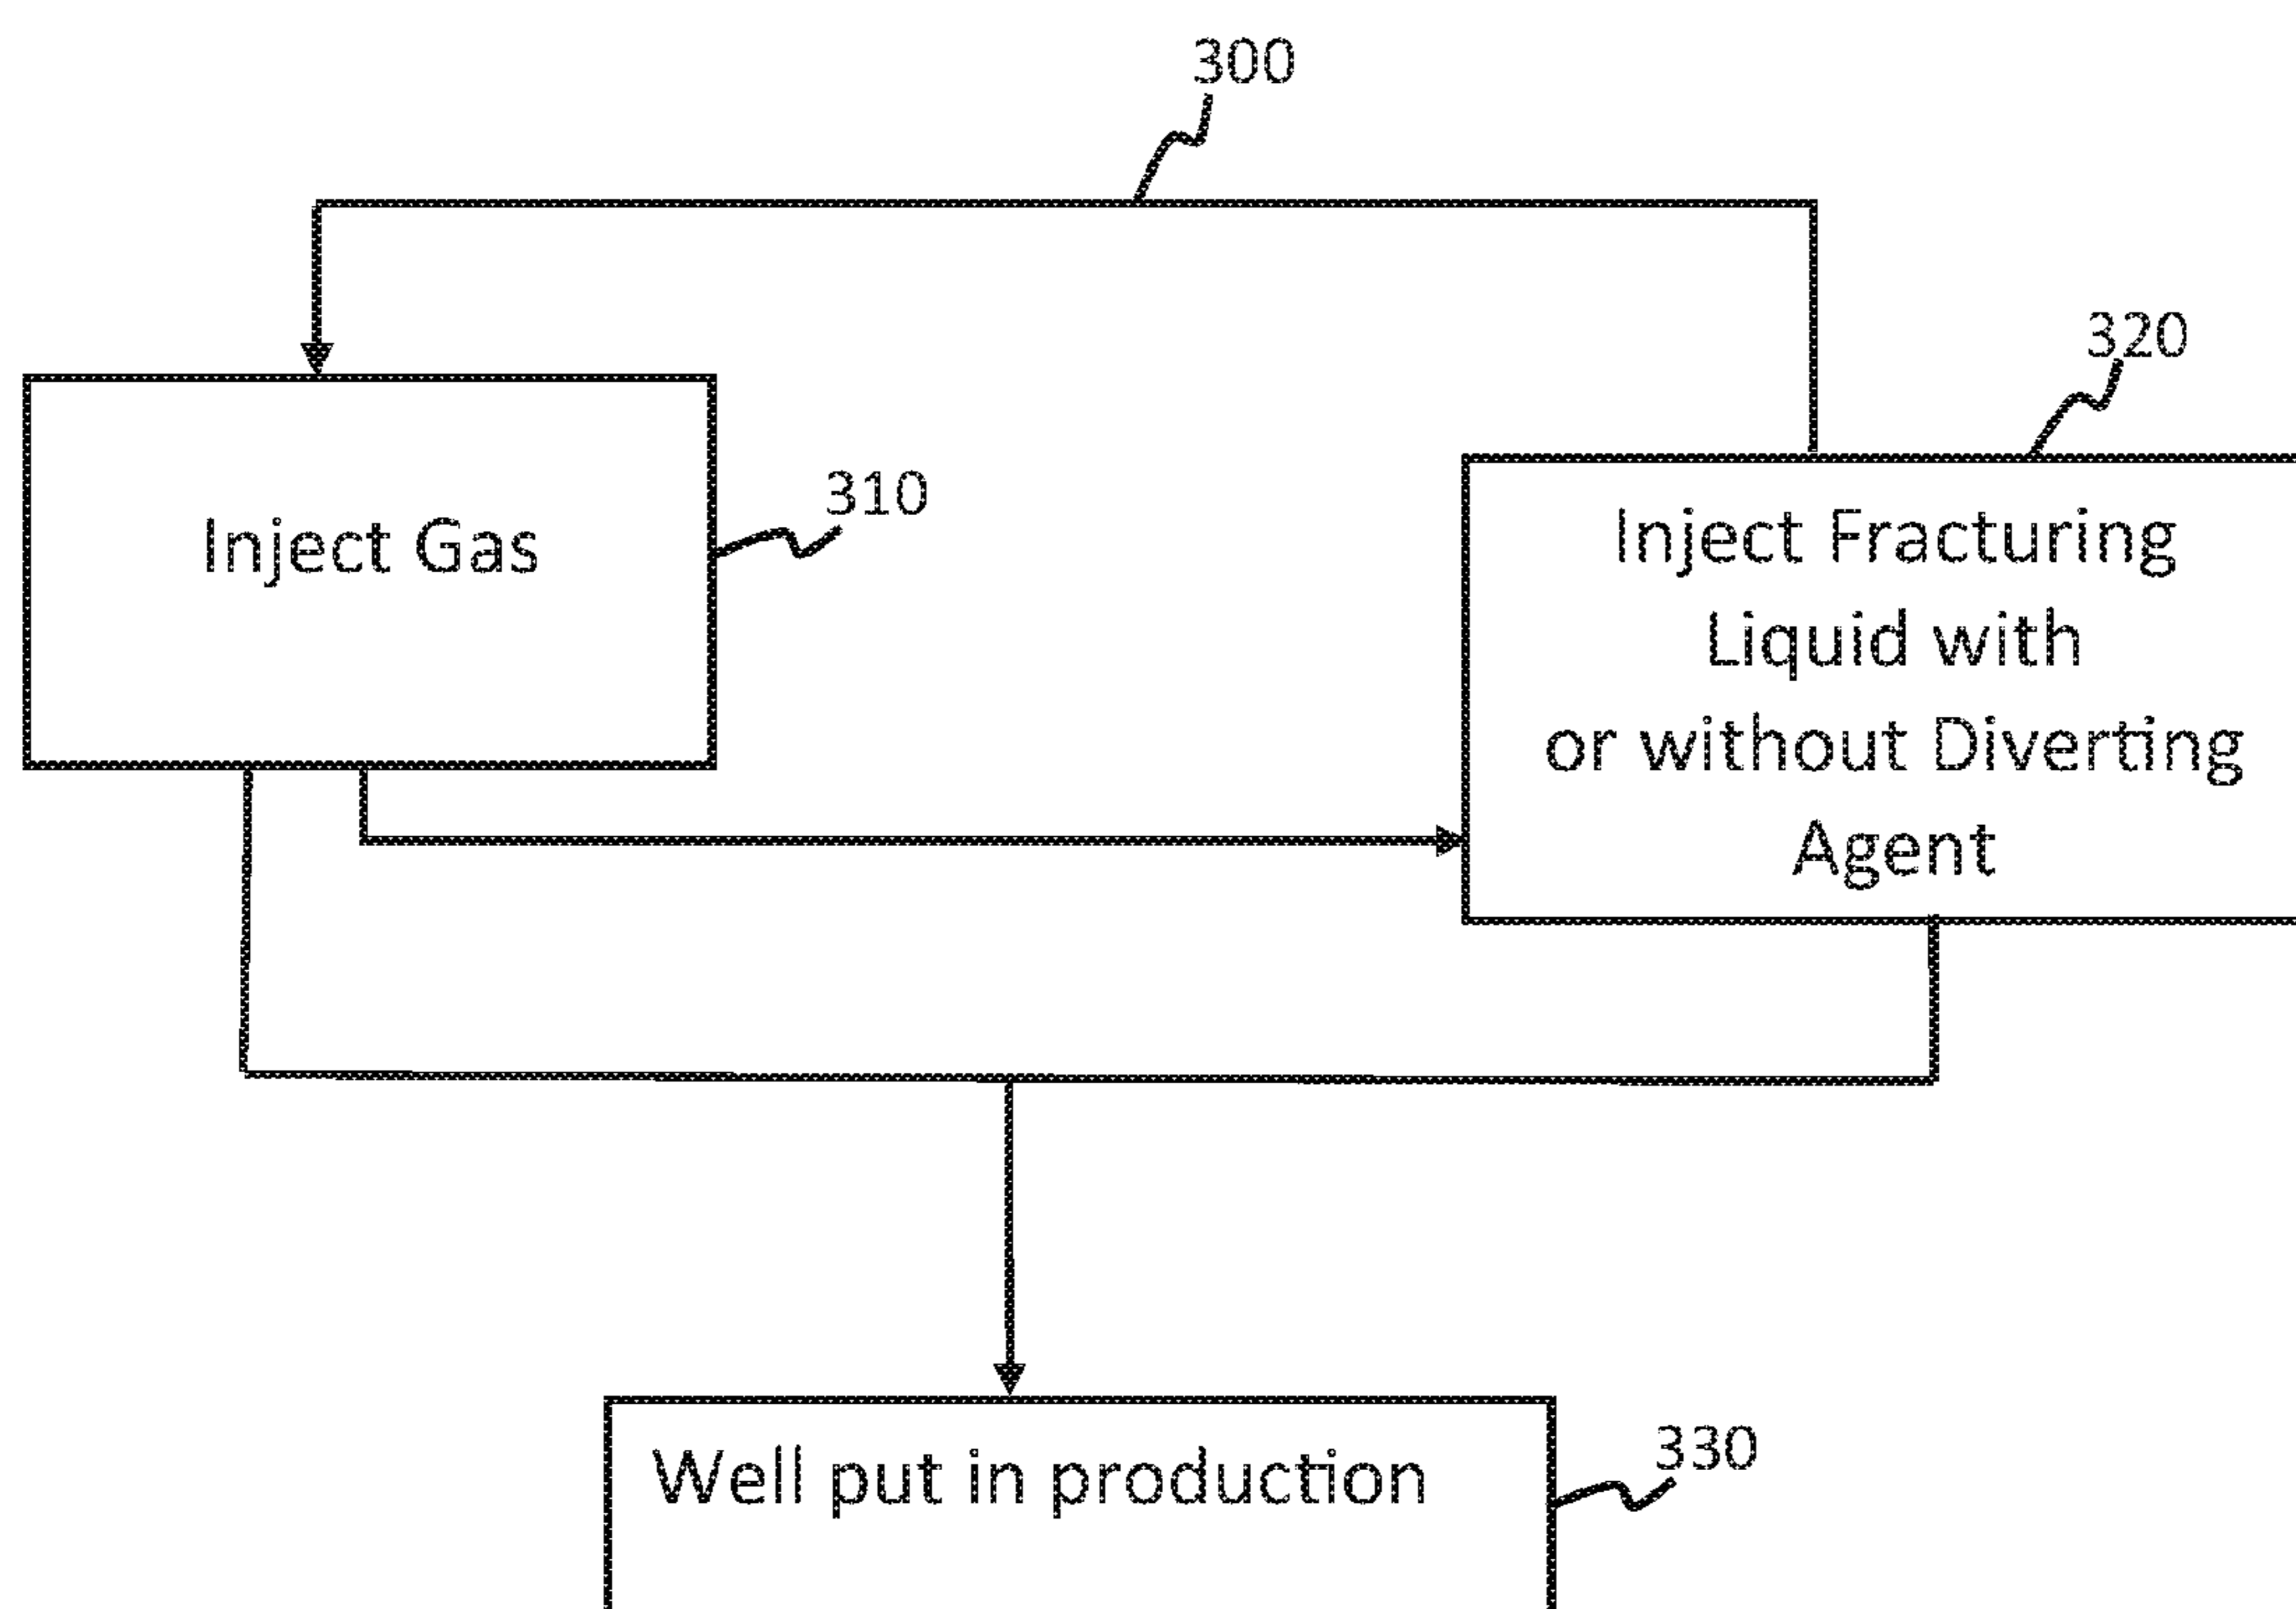 300
320
310
Inject Gas
Inject Fracturing
Liquid with
or without Diverting
Agent
330
Well put in production